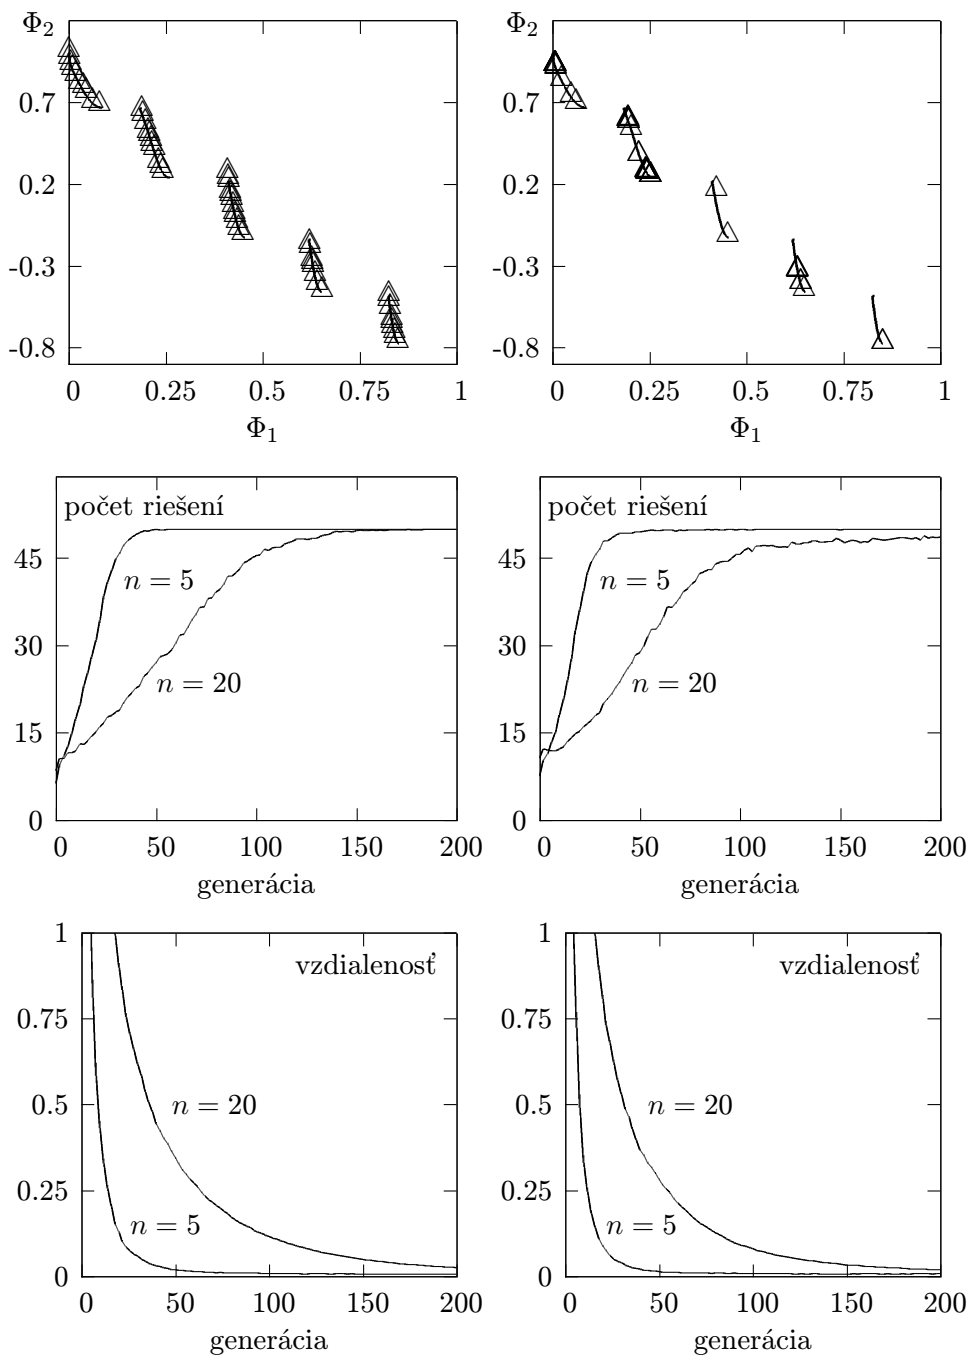 Φ2
0.7
0.2
-0.3
-0.8
0 0.25 0.5 0.75 1
Φ1
Φ2
0.7
0.2
-0.3
-0.8
0 0.25 0.5 0.75 1
Φ1
počet riešení
45
30
15
0
n = 5
n = 20
0 50 100 150 200
generácia
počet riešení
45
30
15
0
n = 5
n = 20
0 50 100 150 200
generácia
1
0.75
0.5
0.25
0
vzdialenosť
n = 20
n = 5
0 50 100 150 200
generácia
1
0.75
0.5
0.25
0
vzdialenosť
n = 20
n = 5
0 50 100 150 200
generácia